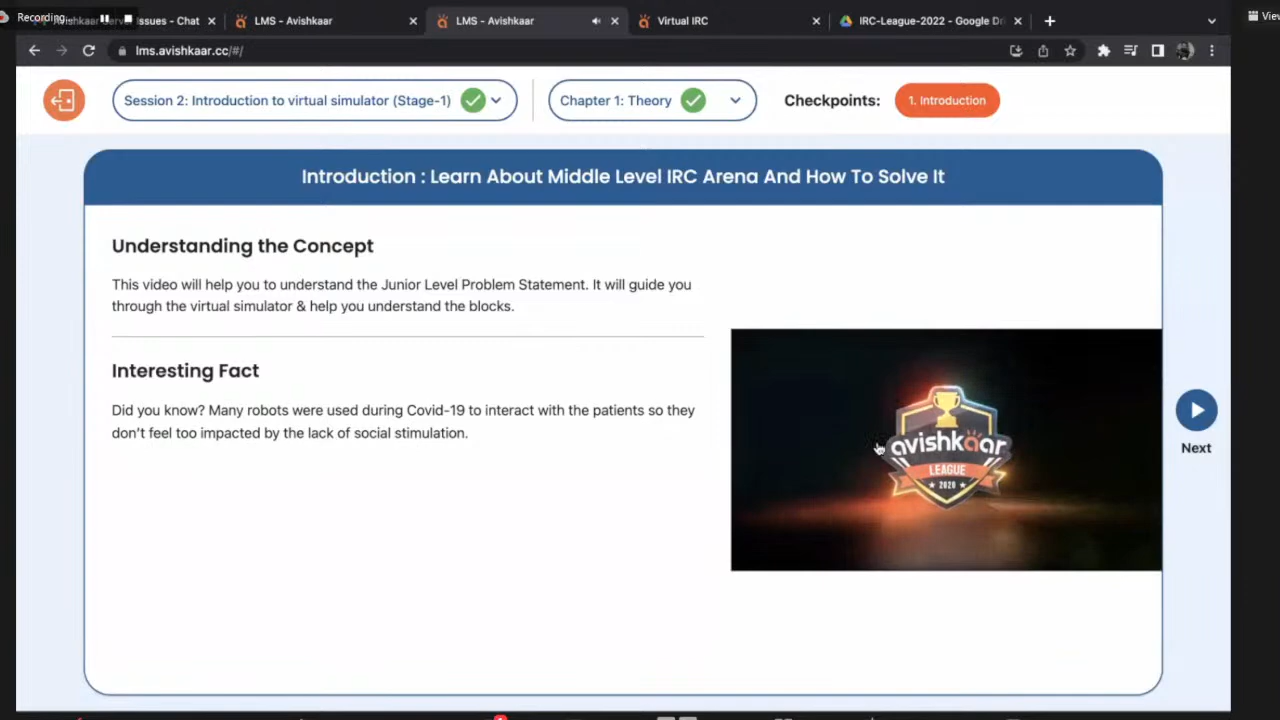 Recording...
Issues - Chat
LMS - Avishkaar
LMS - Avishkaar
Virtual IRC
IRC-League-2022 - Google Dr
View
lms.avishkaar.cc/#/
Session 2: Introduction to virtual simulator (Stage-1)
Chapter 1: Theory
Checkpoints:
1. Introduction
Introduction : Learn About Middle Level IRC Arena And How To Solve It
Understanding the Concept
This video will help you to understand the Junior Level Problem Statement. It will guide you
through the virtual simulator & help you understand the blocks.
Interesting Fact
Did you know? Many robots were used during Covid-19 to interact with the patients so they
don't feel too impacted by the lack of social stimulation.
avishkaar
LEAGUE
2020
Next